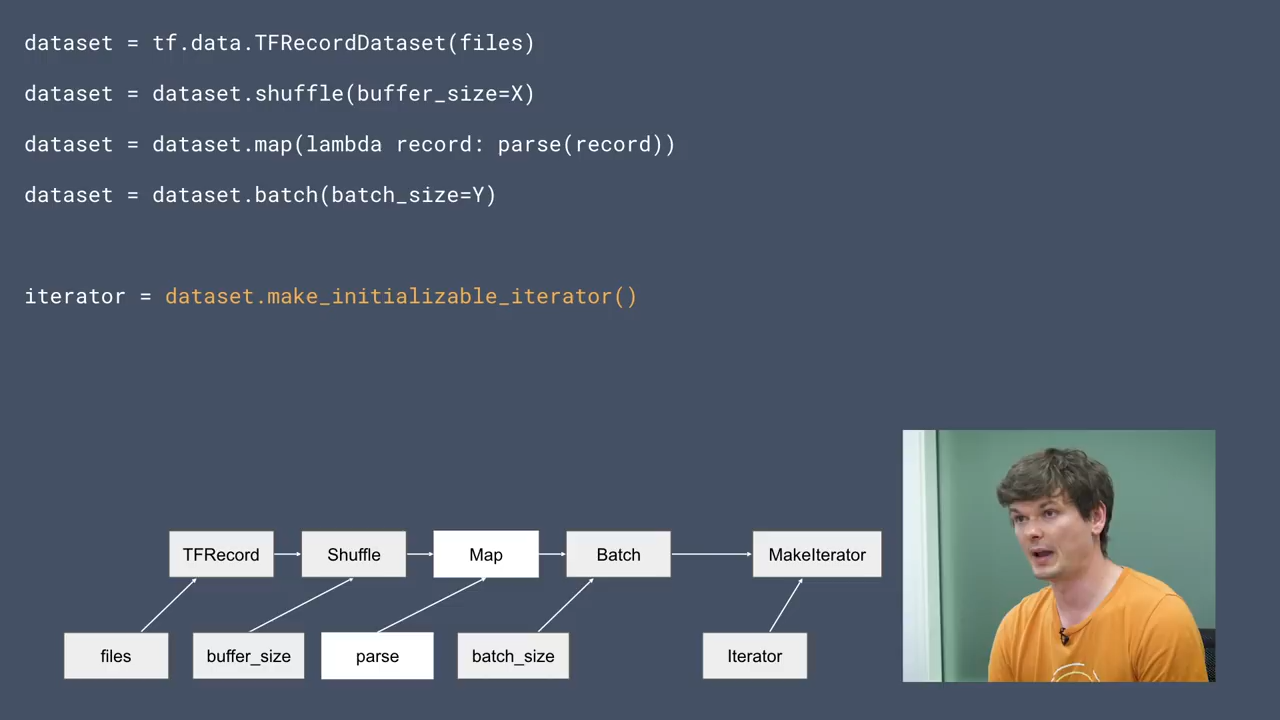 dataset = tf.data.TFRecordDataset(files)
dataset = dataset.shuffle(buffer_size=X)
dataset = dataset.map(lambda record: parse(record))
dataset = dataset.batch(batch_size=Y)
iterator = dataset.make_initializable_iterator()
TFRecord
Shuffle
Map
Batch
MakeIterator
files
buffer_size
parse
batch_size
Iterator